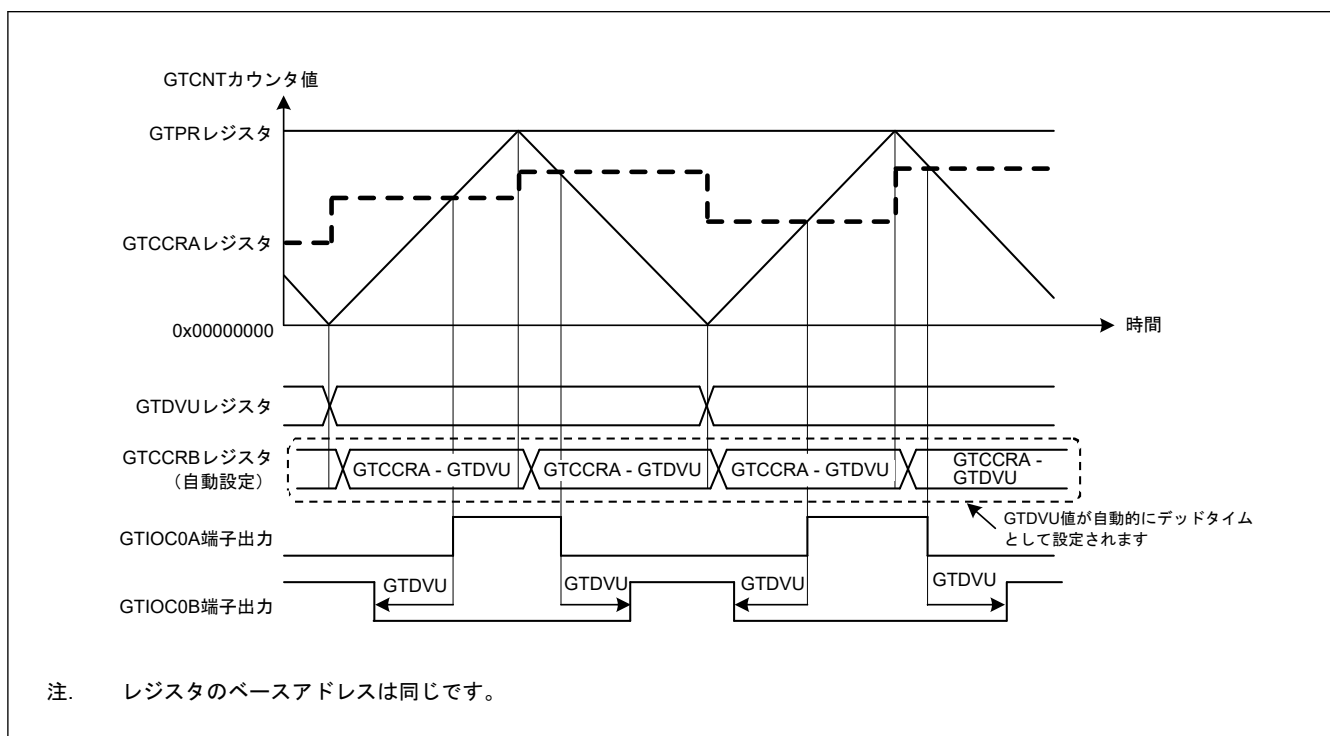 GTCNTカウンタ値
GTPRレジスタ
GTCCRAレジスタ
0x00000000
時間
GTDVUレジスタ
GTCCRBレジスタ
（自動設定）
GTCCRA - GTDVU
GTCCRA - GTDVU
GTCCRA - GTDVU
GTCCRA -
GTDVU
GTDVU値が自動的にデッドタイム
として設定されます
GTIOC0A端子出力
GTDVU
GTDVU
GTDVU
GTDVU
GTIOC0B端子出力
注. レジスタのベースアドレスは同じです。